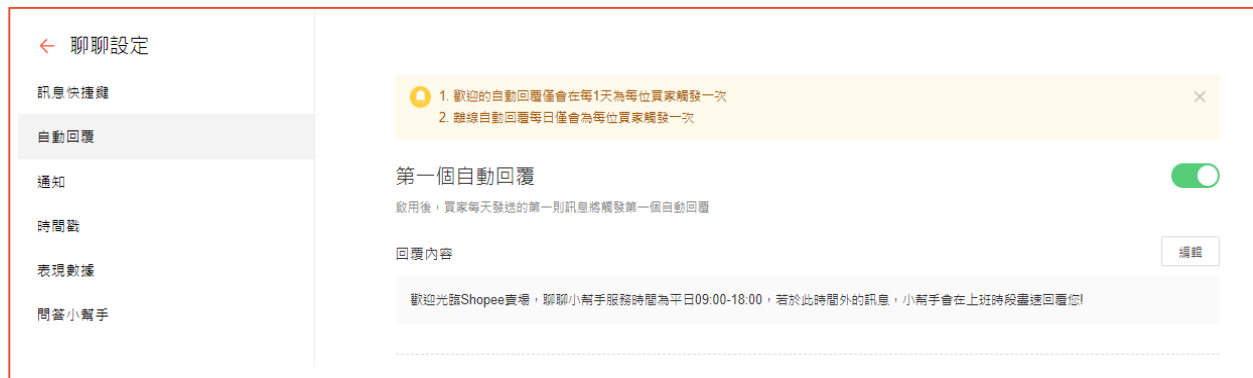 ← 聊聊設定
訊息快捷鍵
自動回覆
通知
時間戳
表現數據
問答小幫手
1. 歡迎的自動回覆僅會在每1天為每位買家觸發一次
2. 離線自動回覆每日僅會為每位買家觸發一次
第一個自動回覆
啟用後，買家每天發送的第一則訊息將觸發第一個自動回覆
回覆內容
編輯
歡迎光臨Shopee賣場，聊聊小幫手服務時間為平日09:00-18:00，若於此時間外的訊息，小幫手會在上班時段盡速回覆您!